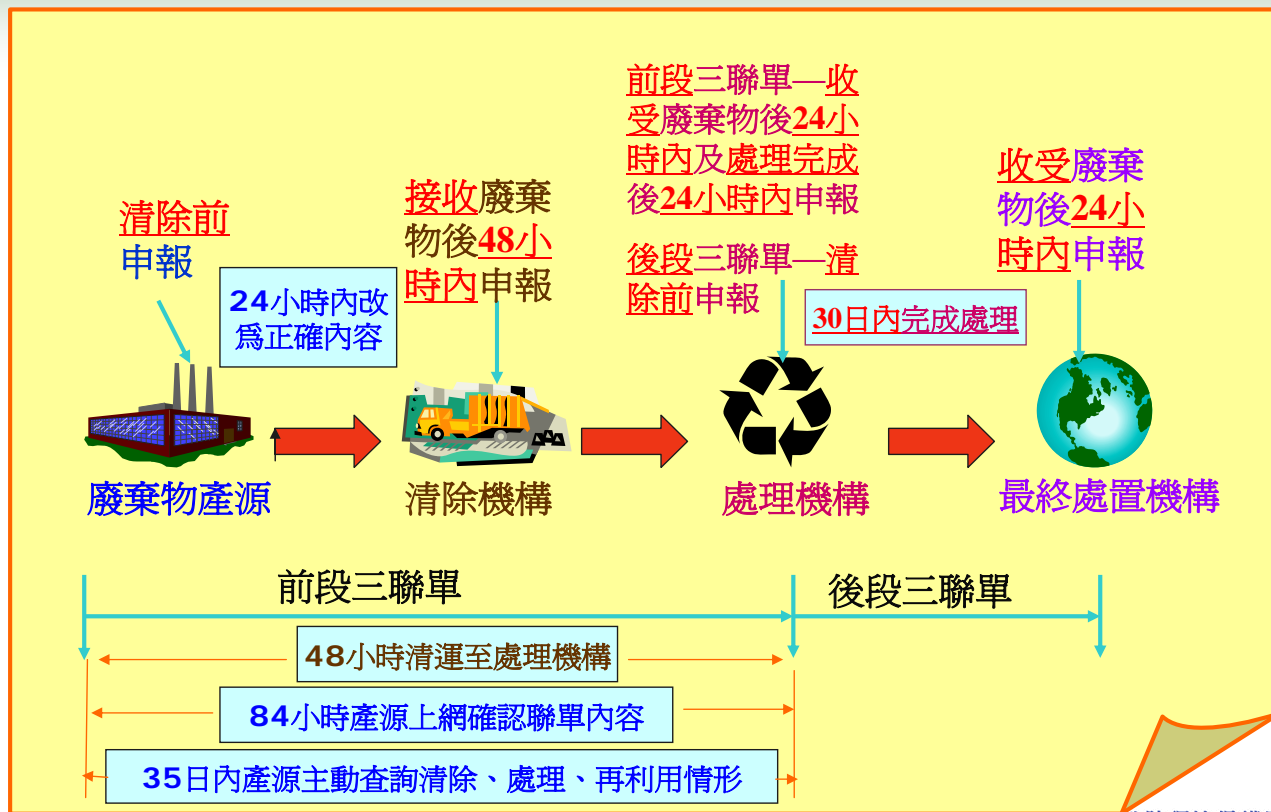 前段三聯單—收
受廢棄物後24小
時內及處理完成
後24小時內申報
後段三聯單—清
除前申報
清除前
申報
接收廢棄
物後48小
時內申報
收受廢棄
物後24小
時內申報
24小時內改
爲正確內容
30日內完成處理
廢棄物產源
清除機構
處理機構
最終處置機構
前段三聯單
後段三聯單
48小時清運至處理機構
84小時產源上網確認聯單內容
35日內產源主動查詢清除、處理、再利用情形